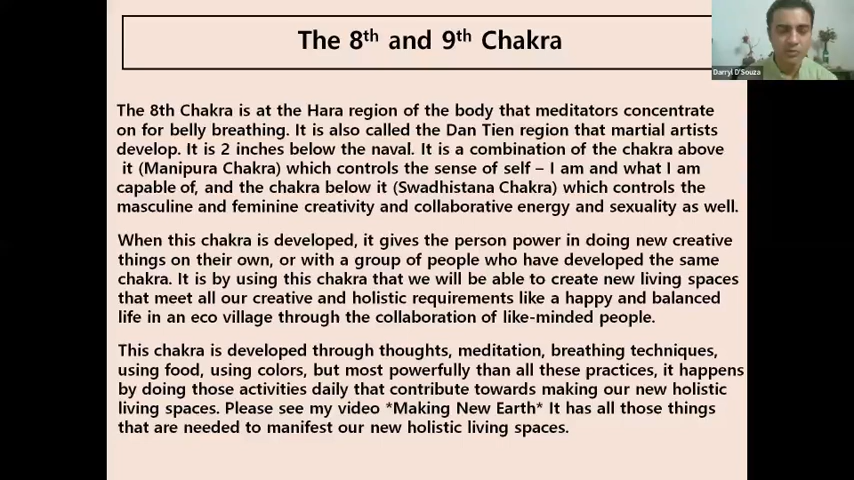 The 8th and 9th Chakra
Darryl D'Souza
The 8th Chakra is at the Hara region of the body that meditators concentrate
on for belly breathing. It is also called the Dan Tien region that martial artists
develop. It is 2 inches below the naval. It is a combination of the chakra above
it (Manipura Chakra) which controls the sense of self – I am and what I am
capable of, and the chakra below it (Swadhistana Chakra) which controls the
masculine and feminine creativity and collaborative energy and sexuality as well.
When this chakra is developed, it gives the person power in doing new creative
things on their own, or with a group of people who have developed the same
chakra. It is by using this chakra that we will be able to create new living spaces
that meet all our creative and holistic requirements like a happy and balanced
life in an eco village through the collaboration of like-minded people.
This chakra is developed through thoughts, meditation, breathing techniques,
using food, using colors, but most powerfully than all these practices, it happens
by doing those activities daily that contribute towards making our new holistic
living spaces. Please see my video *Making New Earth* It has all those things
that are needed to manifest our new holistic living spaces.